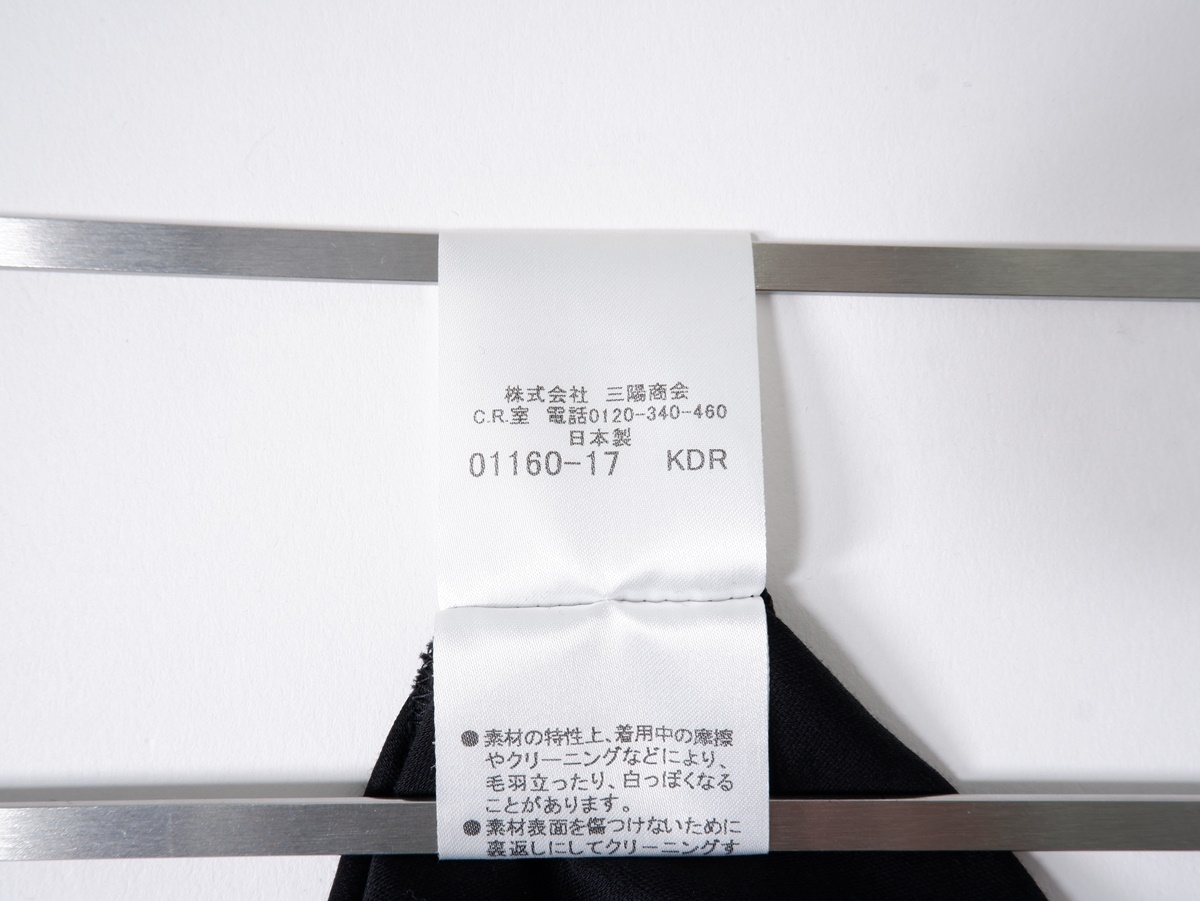 株式会社 三陽商会
C.R.室 電話0120-340-460
日本製
01160-17 KDR
●素材の特性上、着用中の摩擦
やクリーニングなどにより、
毛羽立ったり、白っぽくなる
ことがあります。
●素材表面を傷つけないために
裏返しにしてクリーニングす